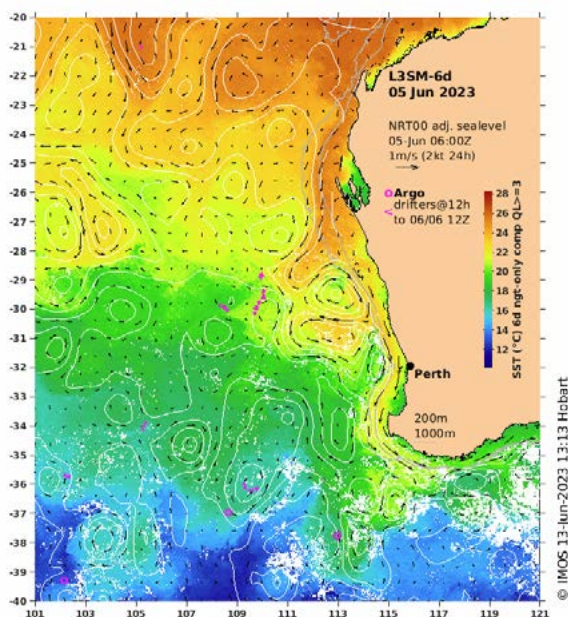 -20
-21
-22
-23
-24
-25
-26
-27
-28
-29
-30
-31
-32
-33
-34
-35
-36
-37
-38
-39
-40
L3SM-6d
05 Jun 2023
NRT00 adj. sealevel
05-Jun 06:00Z
1m/s (2kt 24h)
Argo
drifters@12h
to 06/06 12Z
28
26
24
22
20
18
16
14
12
SST (°C) 6d ngt-only comp QL>=3
Perth
200m
1000m
101 103 105 107 109 111 113 115 117 119 121
© IMOS 13-Jun-2023 13:13 Hobart